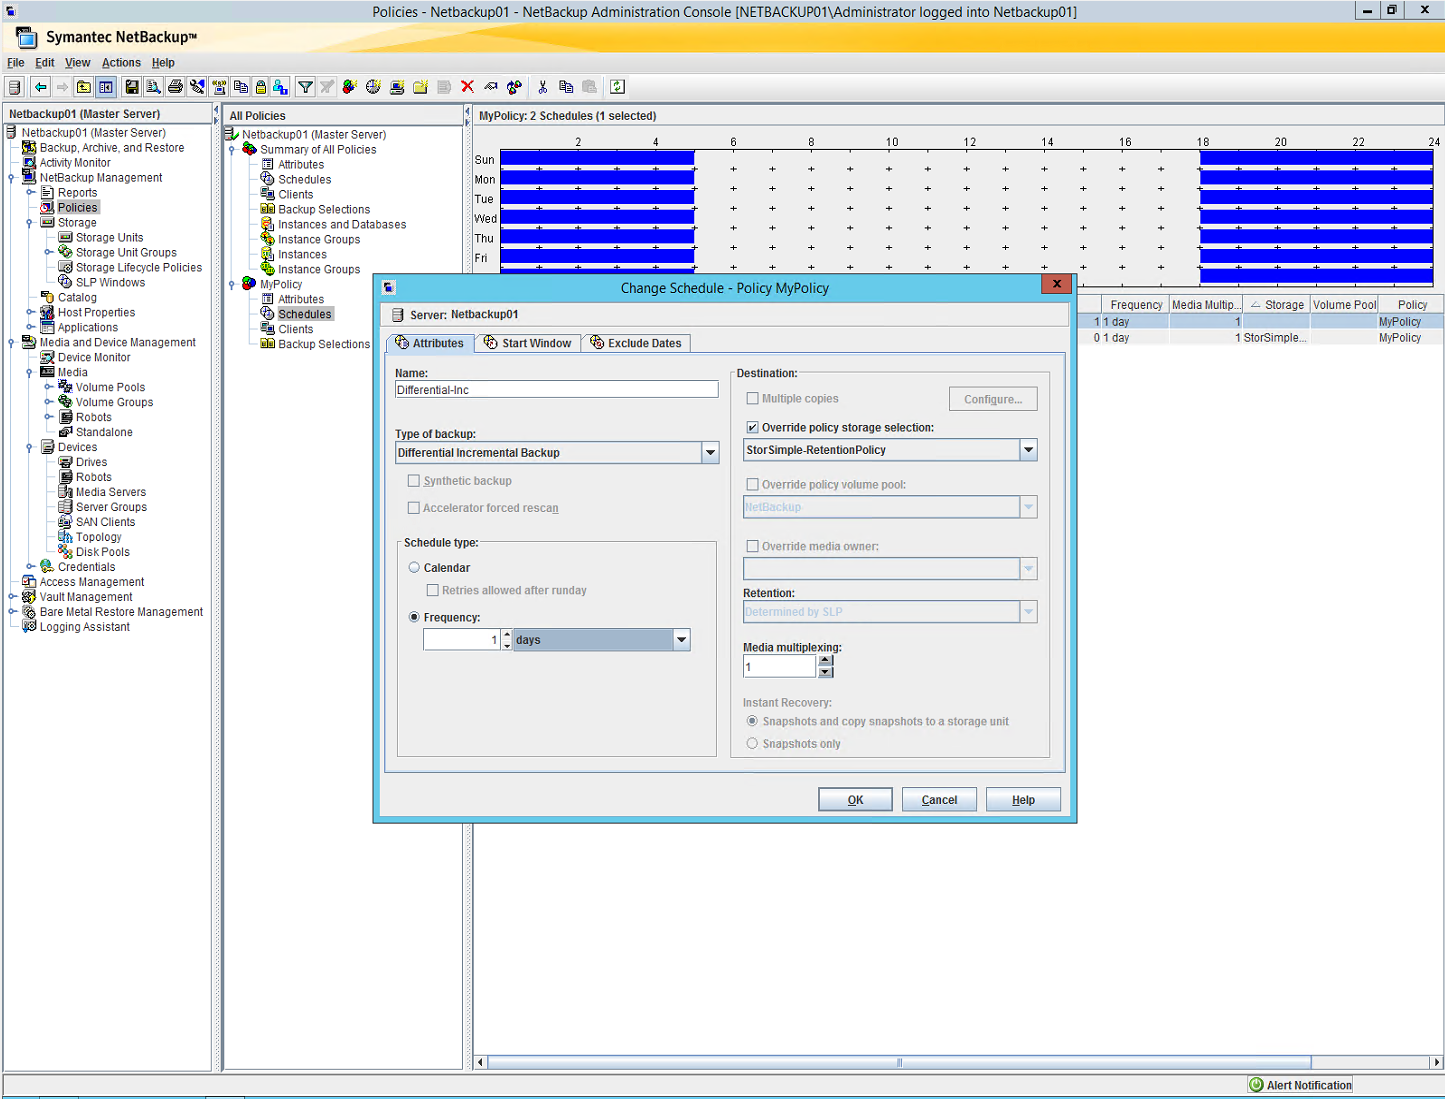 Policies - Netbackup01 - NetBackup Administration Console [NETBACKUP01\Administrator logged into Netbackup01]
Symantec NetBackup™
File Edit View Actions Help
Netbackup01 (Master Server)
Netbackup01 (Master Server)
Backup, Archive, and Restore
Activity Monitor
NetBackup Management
Reports
Policies
Storage
Storage Units
Storage Unit Groups
Storage Lifecycle Policies
SLP Windows
Catalog
Host Properties
Applications
Media and Device Management
Device Monitor
Media
Volume Pools
Volume Groups
Robots
Standalone
Devices
Drives
Robots
Media Servers
Server Groups
SAN Clients
Topology
Disk Pools
Credentials
Access Management
Vault Management
Bare Metal Restore Management
Logging Assistant
All Policies
Netbackup01 (Master Server)
Summary of All Policies
Attributes
Schedules
Clients
Backup Selections
Instances and Databases
Instance Groups
Instances
Instance Groups
MyPolicy
Attributes
Schedules
Clients
Backup Selections
MyPolicy: 2 Schedules (1 selected)
2 4 6 8 10 12 14 16 18 20 22 24
Sun
Mon
Tue
Wed
Thu
Fri
Frequency Media Multip... Storage Volume Pool Policy
1 1 day 1 MyPolicy
0 1 day 1 StorSimple... MyPolicy
Change Schedule - Policy MyPolicy
x
Server: Netbackup01
Attributes Start Window Exclude Dates
Name:
Differential-Inc
Type of backup:
Differential Incremental Backup
Synthetic backup
Accelerator forced rescan
Schedule type:
Calendar
Retries allowed after runday
Frequency:
1 days
Destination:
Multiple copies Configure...
Override policy storage selection:
StorSimple-RetentionPolicy
Override policy volume pool:
NetBackup
Override media owner:
Retention:
Determined by SLP
Media multiplexing:
1
Instant Recovery:
Snapshots and copy snapshots to a storage unit
Snapshots only
OK Cancel Help
Alert Notification